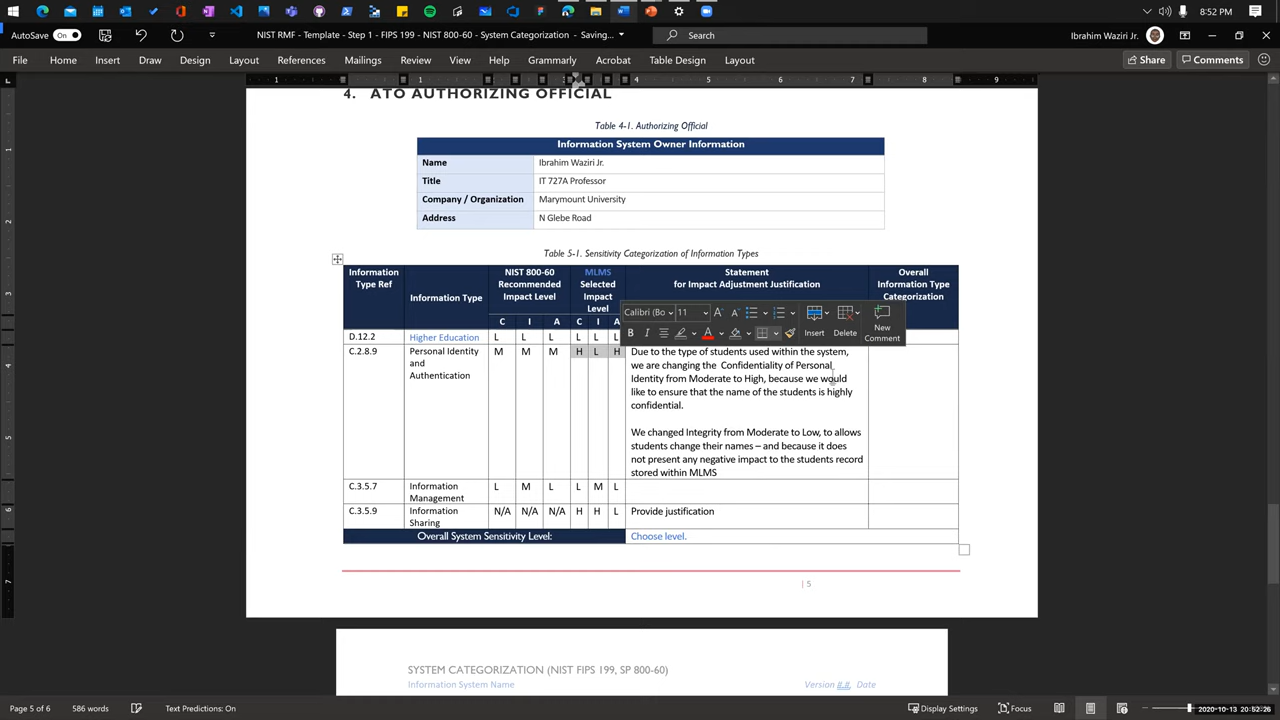 8:52 PM
AutoSave On
NIST RMF - Template - Step 1 - FIPS 199 - NIST 800-60 - System Categorization - Saving...
Search
Ibrahim Waziri Jr.
File Home Insert Draw Design Layout References Mailings Review View Help Grammarly Acrobat Table Design Layout Share Comments
4. ATO AUTHORIZING OFFICIAL
Table 4-1. Authorizing Official
Information System Owner Information
Name Ibrahim Waziri Jr.
Title IT 727A Professor
Company / Organization Marymount University
Address N Glebe Road
Table 5-1. Sensitivity Categorization of Information Types
Information
Type Ref
Information Type
NIST 800-60
Recommended
Impact Level
C I A
MLMS
Selected
Impact
Level
C I A
Statement
for Impact Adjustment Justification
Overall
Information Type
Categorization
Calibri (Bo 11
Insert Delete New
Comment
D.12.2 Higher Education L L L L L L
C.2.8.9 Personal Identity
and
Authentication
M M M H L H
Due to the type of students used within the system,
we are changing the Confidentiality of Personal
Identity from Moderate to High, because we would
like to ensure that the name of the students is highly
confidential.
We changed Integrity from Moderate to Low, to allows
students change their names – and because it does
not present any negative impact to the students record
stored within MLMS
C.3.5.7 Information
Management
L M L L M L
C.3.5.9 Information
Sharing
N/A N/A N/A H H L Provide justification
Overall System Sensitivity Level: Choose level.
| 5
SYSTEM CATEGORIZATION (NIST FIPS 199, SP 800-60)
Information System Name Version #.#. Date
Page 5 of 6 586 words Text Predictions: On Display Settings Focus 2020-10-13 20:52:26